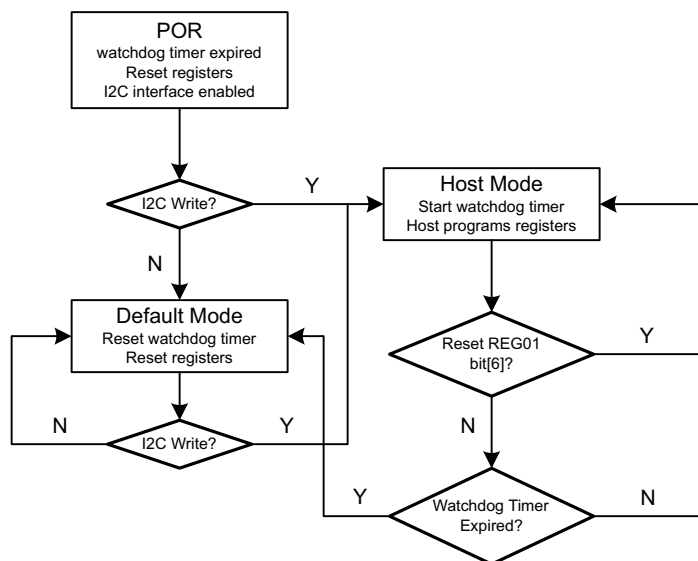 POR
watchdog timer expired
Reset registers
I2C interface enabled
I2C Write?
Y
N
Host Mode
Start watchdog timer
Host programs registers
Default Mode
Reset watchdog timer
Reset registers
Reset REG01
bit[6]?
Y
N
I2C Write?
N
Y
Watchdog Timer
Expired?
Y
N